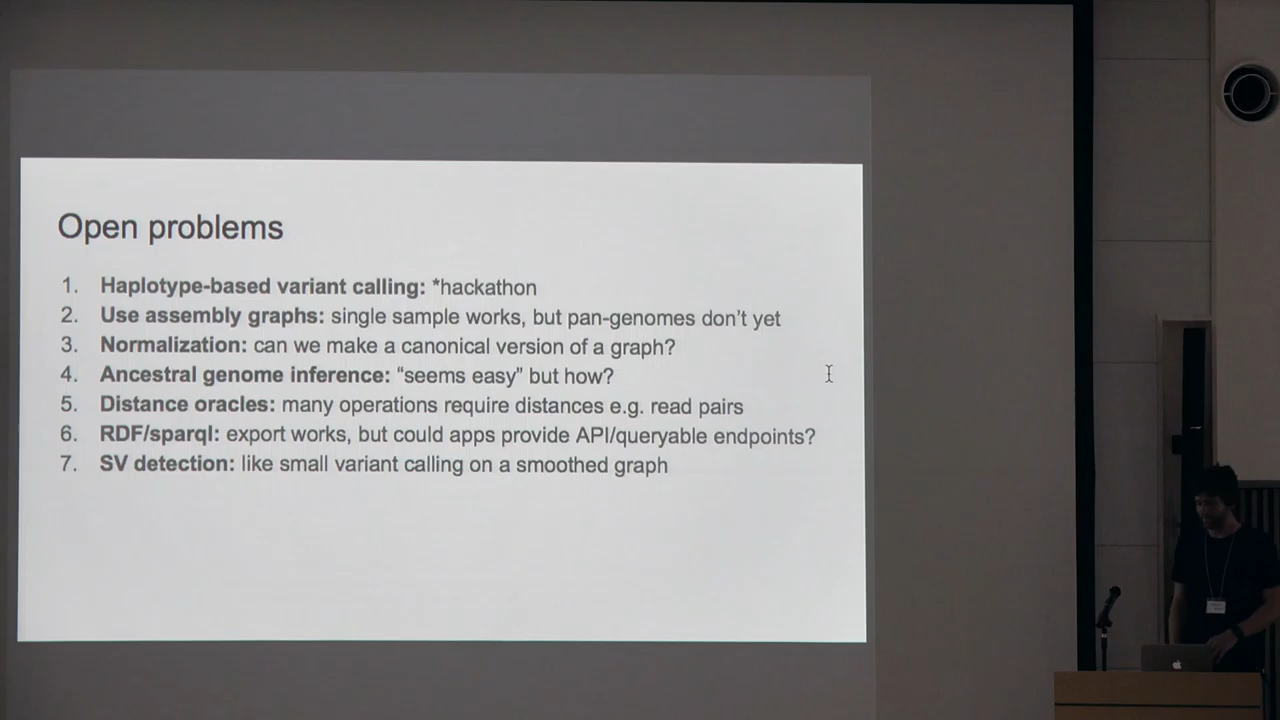 Open problems
1. Haplotype-based variant calling: *hackathon
2. Use assembly graphs: single sample works, but pan-genomes don't yet
3. Normalization: can we make a canonical version of a graph?
4. Ancestral genome inference: “seems easy” but how?
5. Distance oracles: many operations require distances e.g. read pairs
6. RDF/sparql: export works, but could apps provide API/queryable endpoints?
7. SV detection: like small variant calling on a smoothed graph